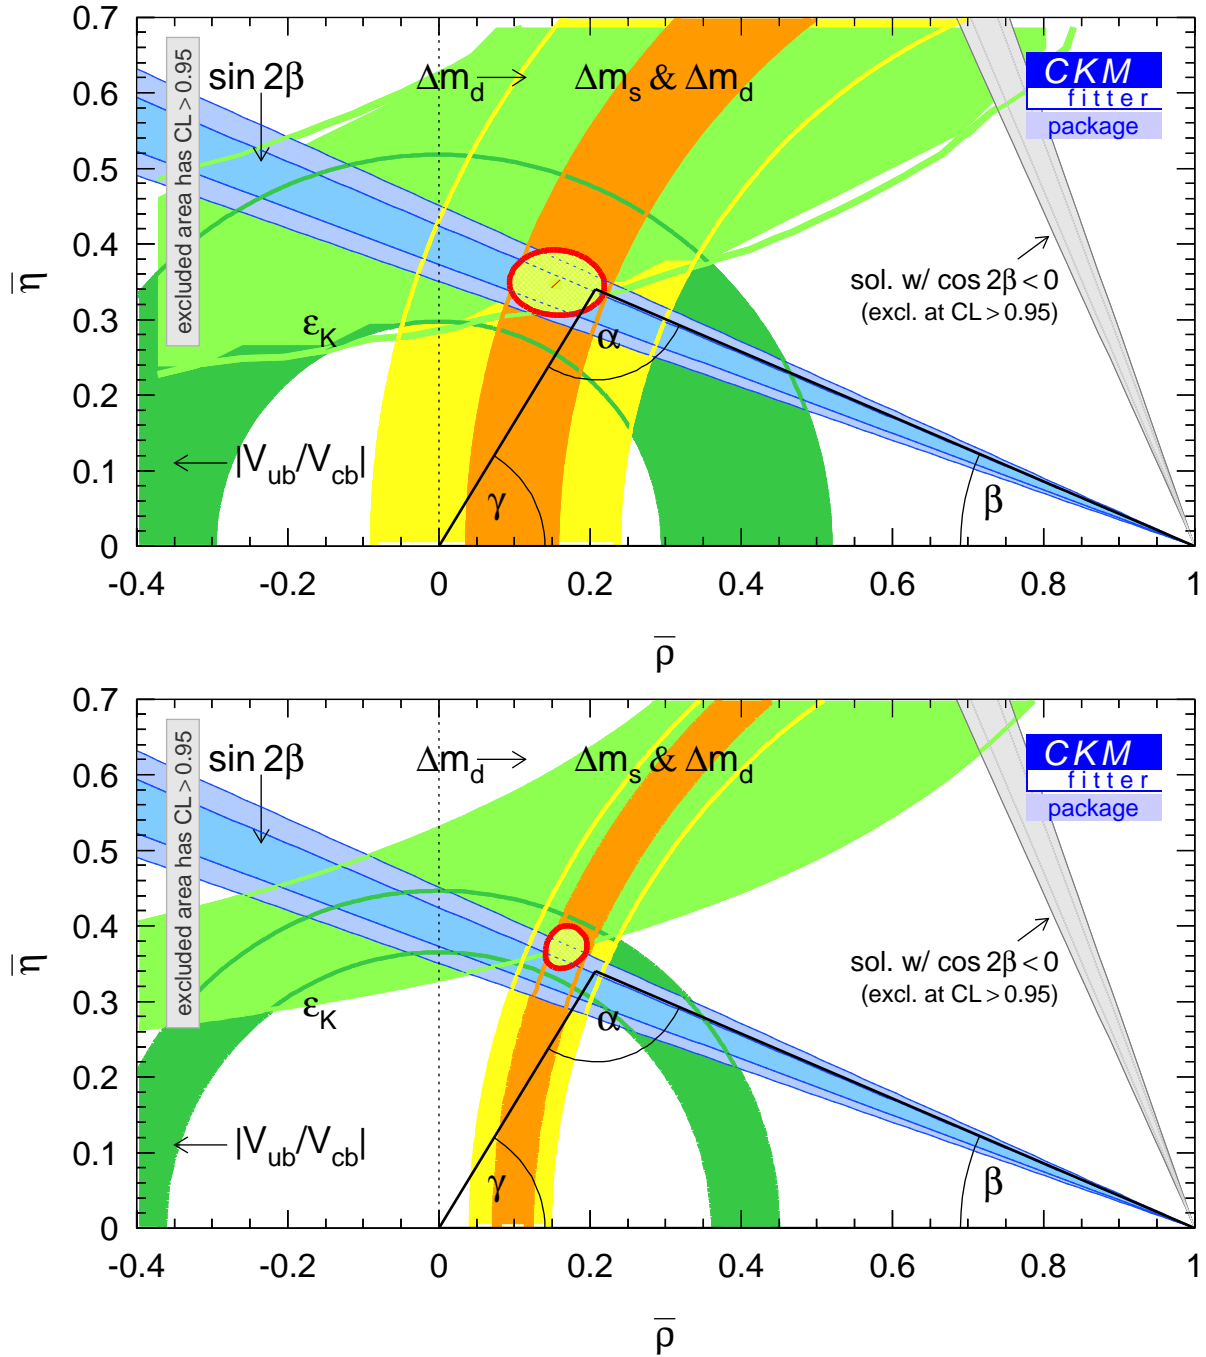 0.7
0.6
0.5
0.4
0.3
0.2
0.1
0
η̅
excluded area has CL > 0.95
sin 2β
Δm_d
Δm_s & Δm_d
CKM
fitter
package
sol. w/ cos 2β < 0
(excl. at CL > 0.95)
ε_K
α
|V_ub/V_cb|
γ
β
-0.4 -0.2 0 0.2 0.4 0.6 0.8 1
ρ̅
0.7
0.6
0.5
0.4
0.3
0.2
0.1
0
η̅
excluded area has CL > 0.95
sin 2β
Δm_d
Δm_s & Δm_d
CKM
fitter
package
sol. w/ cos 2β < 0
(excl. at CL > 0.95)
ε_K
α
|V_ub/V_cb|
γ
β
-0.4 -0.2 0 0.2 0.4 0.6 0.8 1
ρ̅